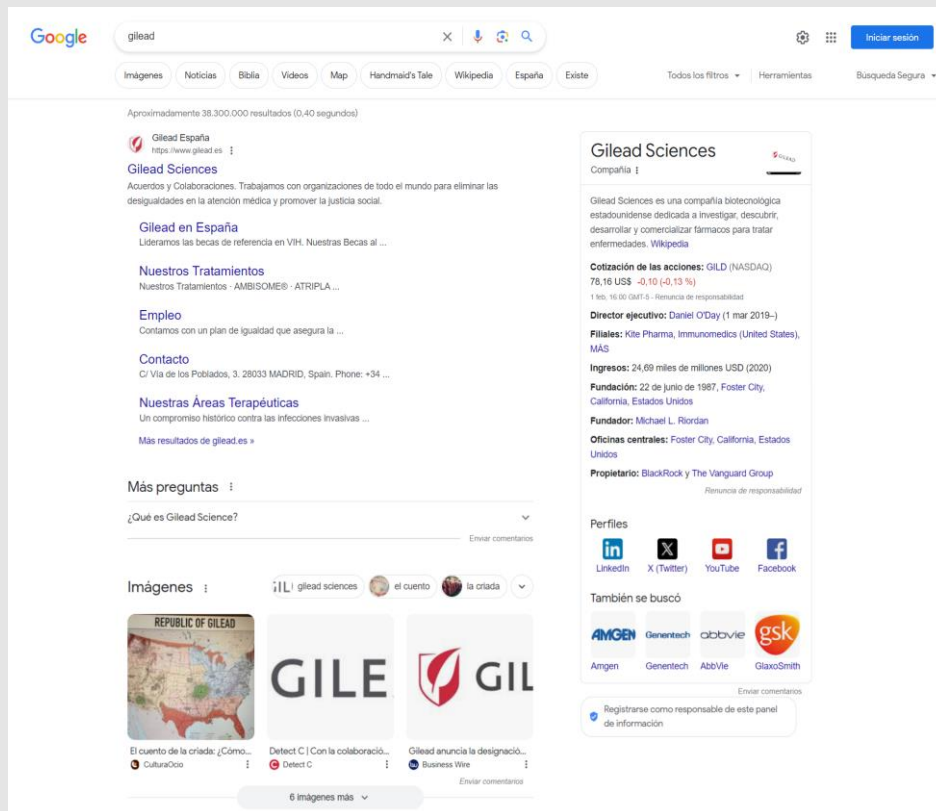 Google
gilead
Iniciar sesión
Imágenes
Noticias
Biblia
Vídeos
Map
Handmaid's Tale
Wikipedia
España
Existe
Todos los filtros
Herramientas
Búsqueda Segura
Aproximadamente 38.300.000 resultados (0,40 segundos)
Gilead España
https://www.gilead.es
Gilead Sciences
Acuerdos y Colaboraciones. Trabajamos con organizaciones de todo el mundo para eliminar las
desigualdades en la atención médica y promover la justicia social.
Gilead en España
Lideramos las becas de referencia en VIH. Nuestras Becas al ...
Nuestros Tratamientos
Nuestros Tratamientos · AMBISOME® · ATRIPLA ...
Empleo
Contamos con un plan de igualdad que asegura la ...
Contacto
C/ Vía de los Poblados, 3. 28033 MADRID, Spain. Phone: +34 ...
Nuestras Áreas Terapéuticas
Un compromiso histórico contra las infecciones invasivas ...
Más resultados de gilead.es »
Más preguntas
¿Qué es Gilead Science?
Enviar comentarios
Imágenes
GIL
gilead sciences
el cuento
la criada
REPUBLIC OF GILEAD
GILE
GIL
El cuento de la criada: ¿Cómo...
CulturaOcio
Detect C | Con la colaboració...
Detect C
Gilead anuncia la designació...
Business Wire
Enviar comentarios
6 imágenes más
Gilead Sciences
GILEAD
Compañía
Gilead Sciences es una compañía biotecnológica
estadounidense dedicada a investigar, descubrir,
desarrollar y comercializar fármacos para tratar
enfermedades. Wikipedia
Cotización de las acciones: GILD (NASDAQ)
78,16 US$ -0,10 (-0,13 %)
1 feb, 16:00 GMT-5 - Renuncia de responsabilidad
Director ejecutivo: Daniel O'Day (1 mar 2019–)
Filiales: Kite Pharma, Immunomedics (United States),
MÁS
Ingresos: 24,69 miles de millones USD (2020)
Fundación: 22 de junio de 1987, Foster City,
California, Estados Unidos
Fundador: Michael L. Riordan
Oficinas centrales: Foster City, California, Estados
Unidos
Propietario: BlackRock y The Vanguard Group
Renuncia de responsabilidad
Perfiles
LinkedIn
X (Twitter)
YouTube
Facebook
También se buscó
AMGEN
Genentech
abbvie
gsk
Amgen
Genentech
AbbVie
GlaxoSmith
Enviar comentarios
Registrarse como responsable de este panel
de información